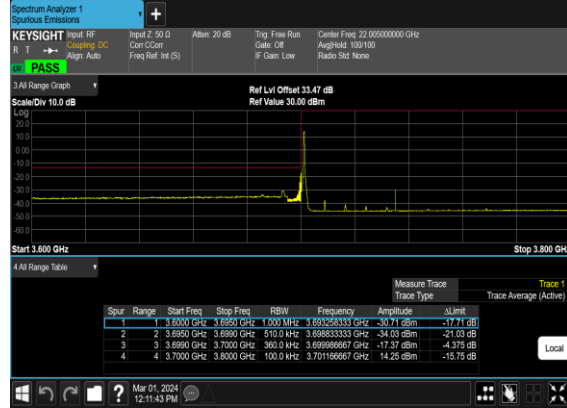 Spectrum Analyzer 1
Spurious Emissions
KEYSIGHT Input: RF Input Z: 50 Ω Atten: 20 dB Trig: Free Run Center Freq: 22.005000000 GHz
R T Coupling: DC Corr CCorr Gate: Off Avg|Hold: 100/100
Align: Auto Freq Ref: Int (S) IF Gain: Low Radio Std: None
PASS
3 All Range Graph
Ref Lvl Offset 33.47 dB
Scale/Div 10.0 dB Ref Value 30.00 dBm
Log
20.0
10.0
0.00
-10.0
-20.0
-30.0
-40.0
-50.0
-60.0
Start 3.600 GHz Stop 3.800 GH
4 All Range Table
Measure Trace Trace 1
Trace Type Trace Average (Active)
Spur Range Start Freq Stop Freq RBW Frequency Amplitude ΔLimit
1 1 3.6000 GHz 3.6950 GHz 1.000 MHz 3.693258333 GHz -30.71 dBm -17.71 dB
2 2 3.6950 GHz 3.6990 GHz 510.0 kHz 3.698833333 GHz -34.03 dBm -21.03 dB
3 3 3.6990 GHz 3.7000 GHz 360.0 kHz 3.699986667 GHz -17.37 dBm -4.375 dB
4 4 3.7000 GHz 3.8000 GHz 100.0 kHz 3.701166667 GHz 14.25 dBm -15.75 dB
Local
Mar 01, 2024
12:11:43 PM